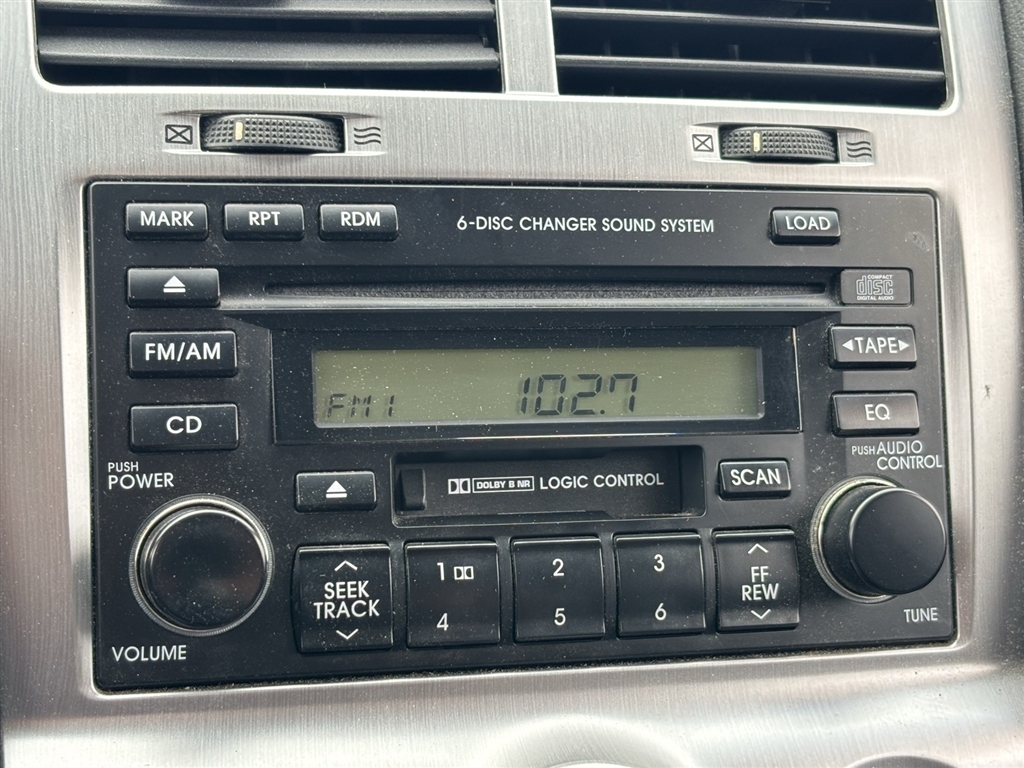 MARK RPT RDM 6-DISC CHANGER SOUND SYSTEM LOAD
COMPACT
disc
DIGITAL AUDIO
FM/AM ◀TAPE▶
FM1 102.7
CD EQ
PUSH POWER
PUSH AUDIO CONTROL
DOLBY B NR LOGIC CONTROL SCAN
SEEK TRACK
1 2 3
4 5 6
FF REW
VOLUME TUNE